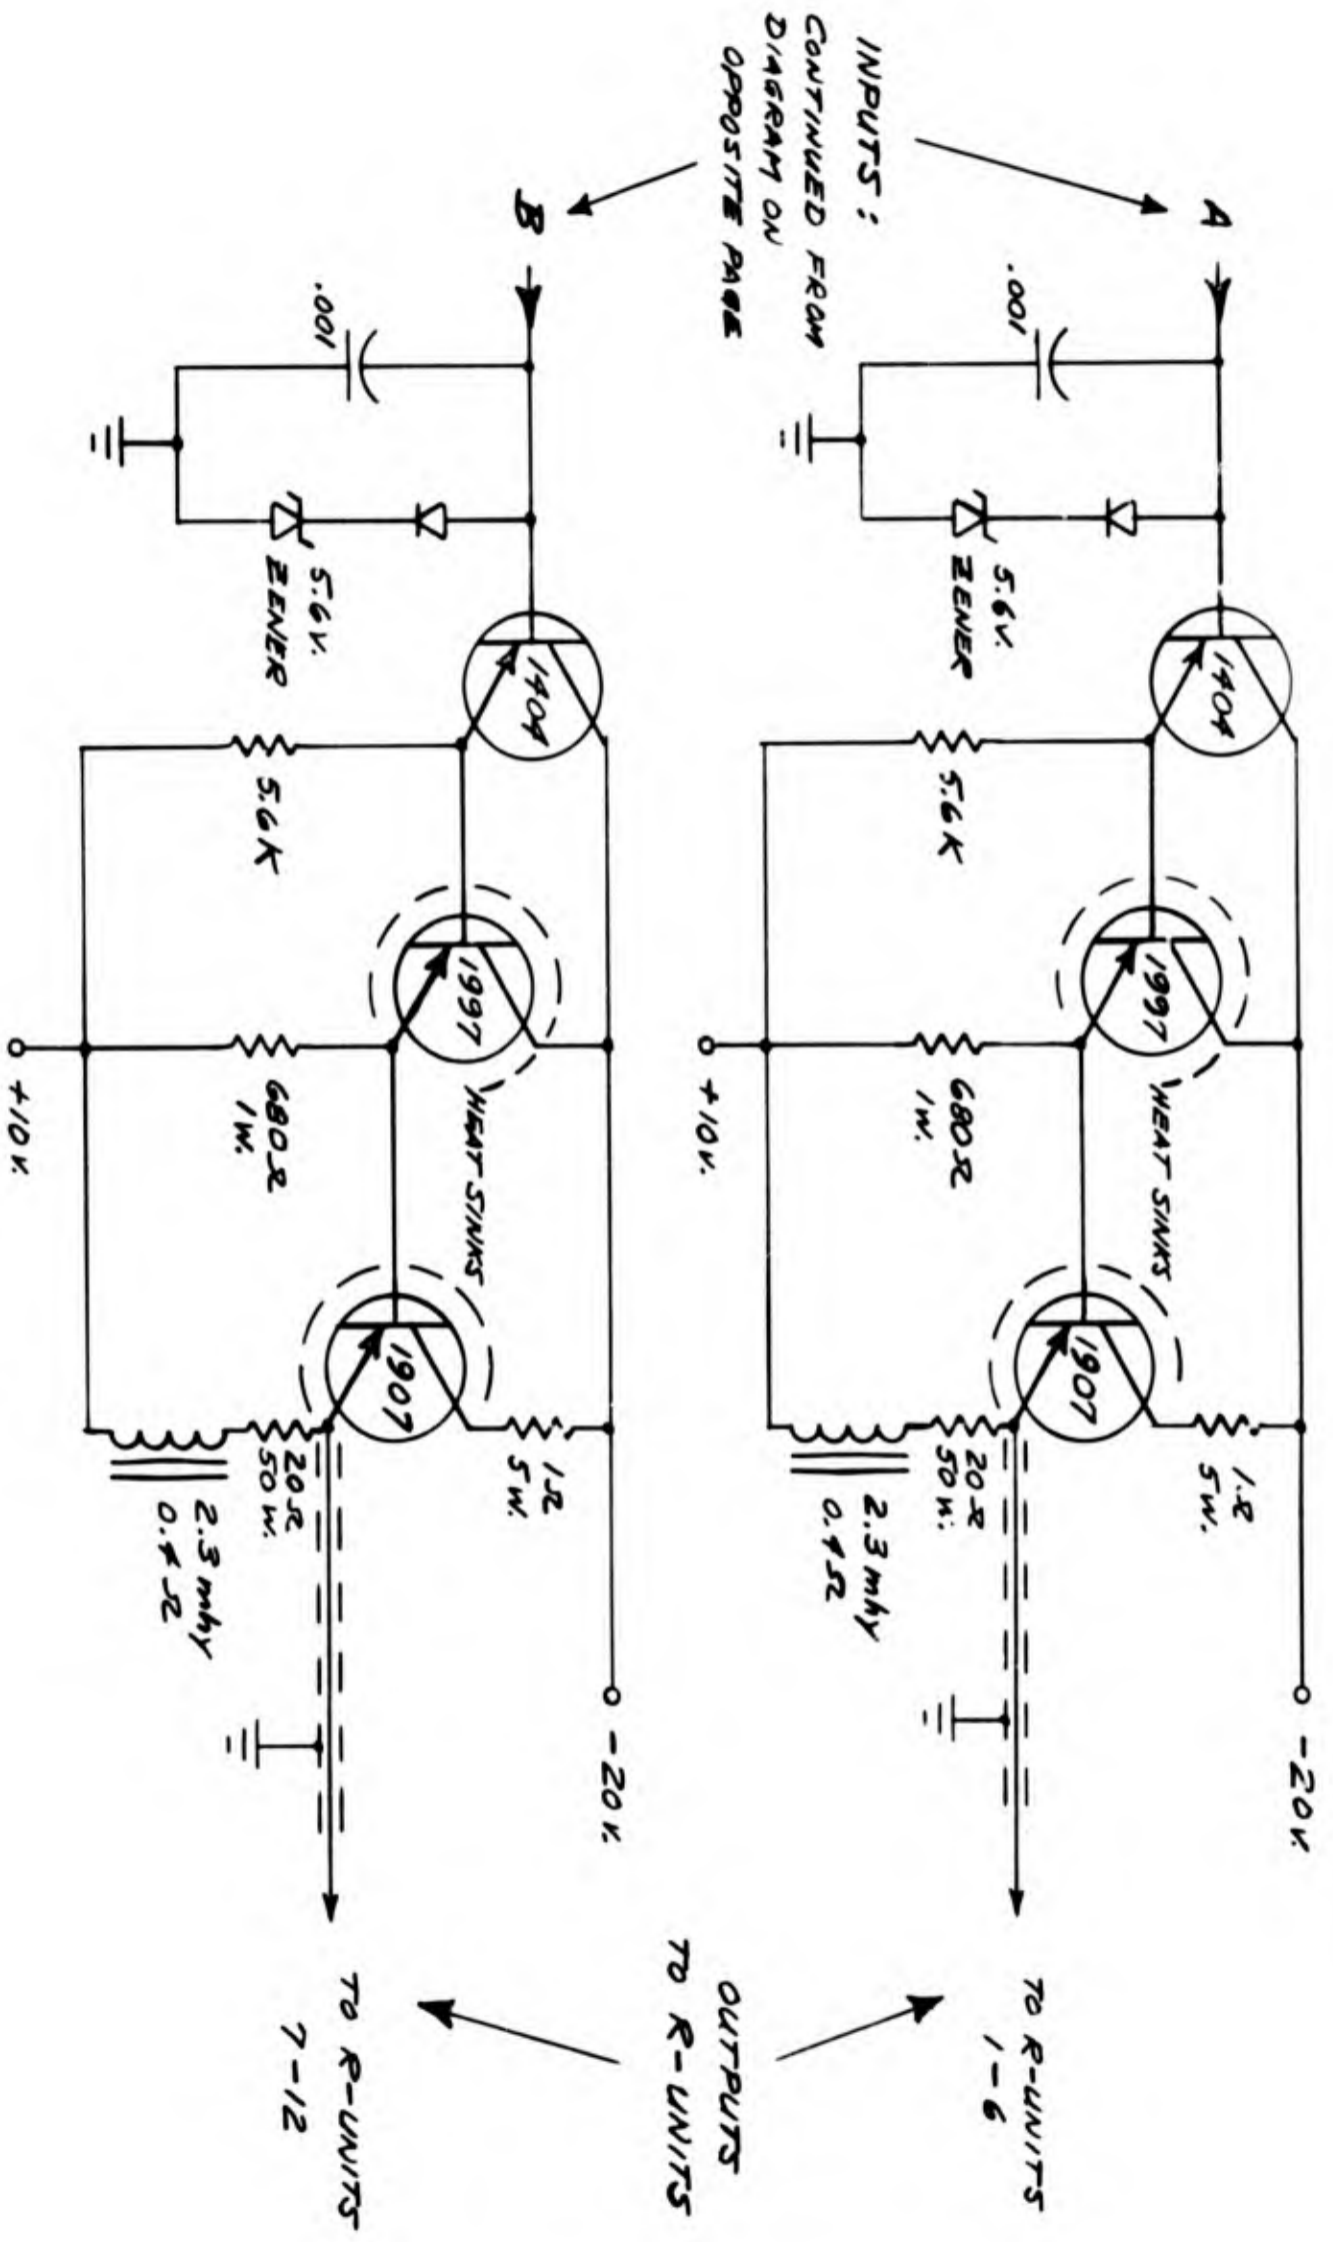 -20V.
A
1404
1997
HEAT SINKS
1907
1Ω
5W.
.001
5.6V.
ZENER
5.6K
680Ω
1W.
20Ω
50W.
2.3 mhy
0.4Ω
+10V.
TO R-UNITS
1-6
INPUTS:
CONTINUED FROM
DIAGRAM ON
OPPOSITE PAGE
OUTPUTS
TO R-UNITS
-20V.
B
1404
1997
HEAT SINKS
1907
1Ω
5W.
.001
5.6V.
ZENER
5.6K
680Ω
1W.
20Ω
50W.
2.3 mhy
0.4Ω
+10V.
TO R-UNITS
7-12